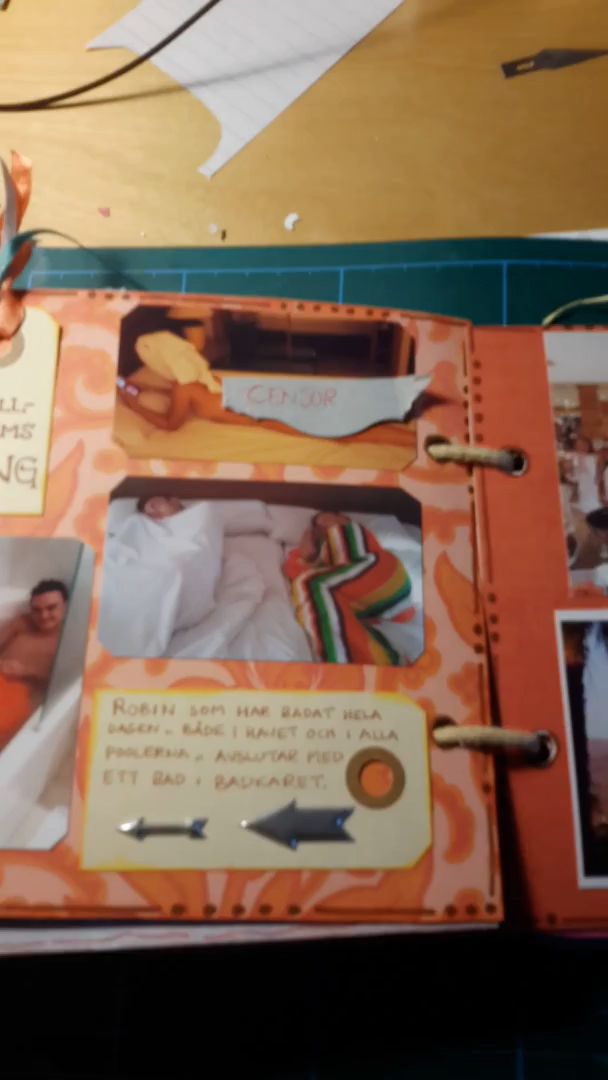 LL-
MS
NG
CENSOR
ROBIN SOM HAR BADAT HELA
DAGEN, BÅDE I HAVET OCH I ALLA
POOLERNA, AVSLUTAR MED
ETT BAD I BADKARET.